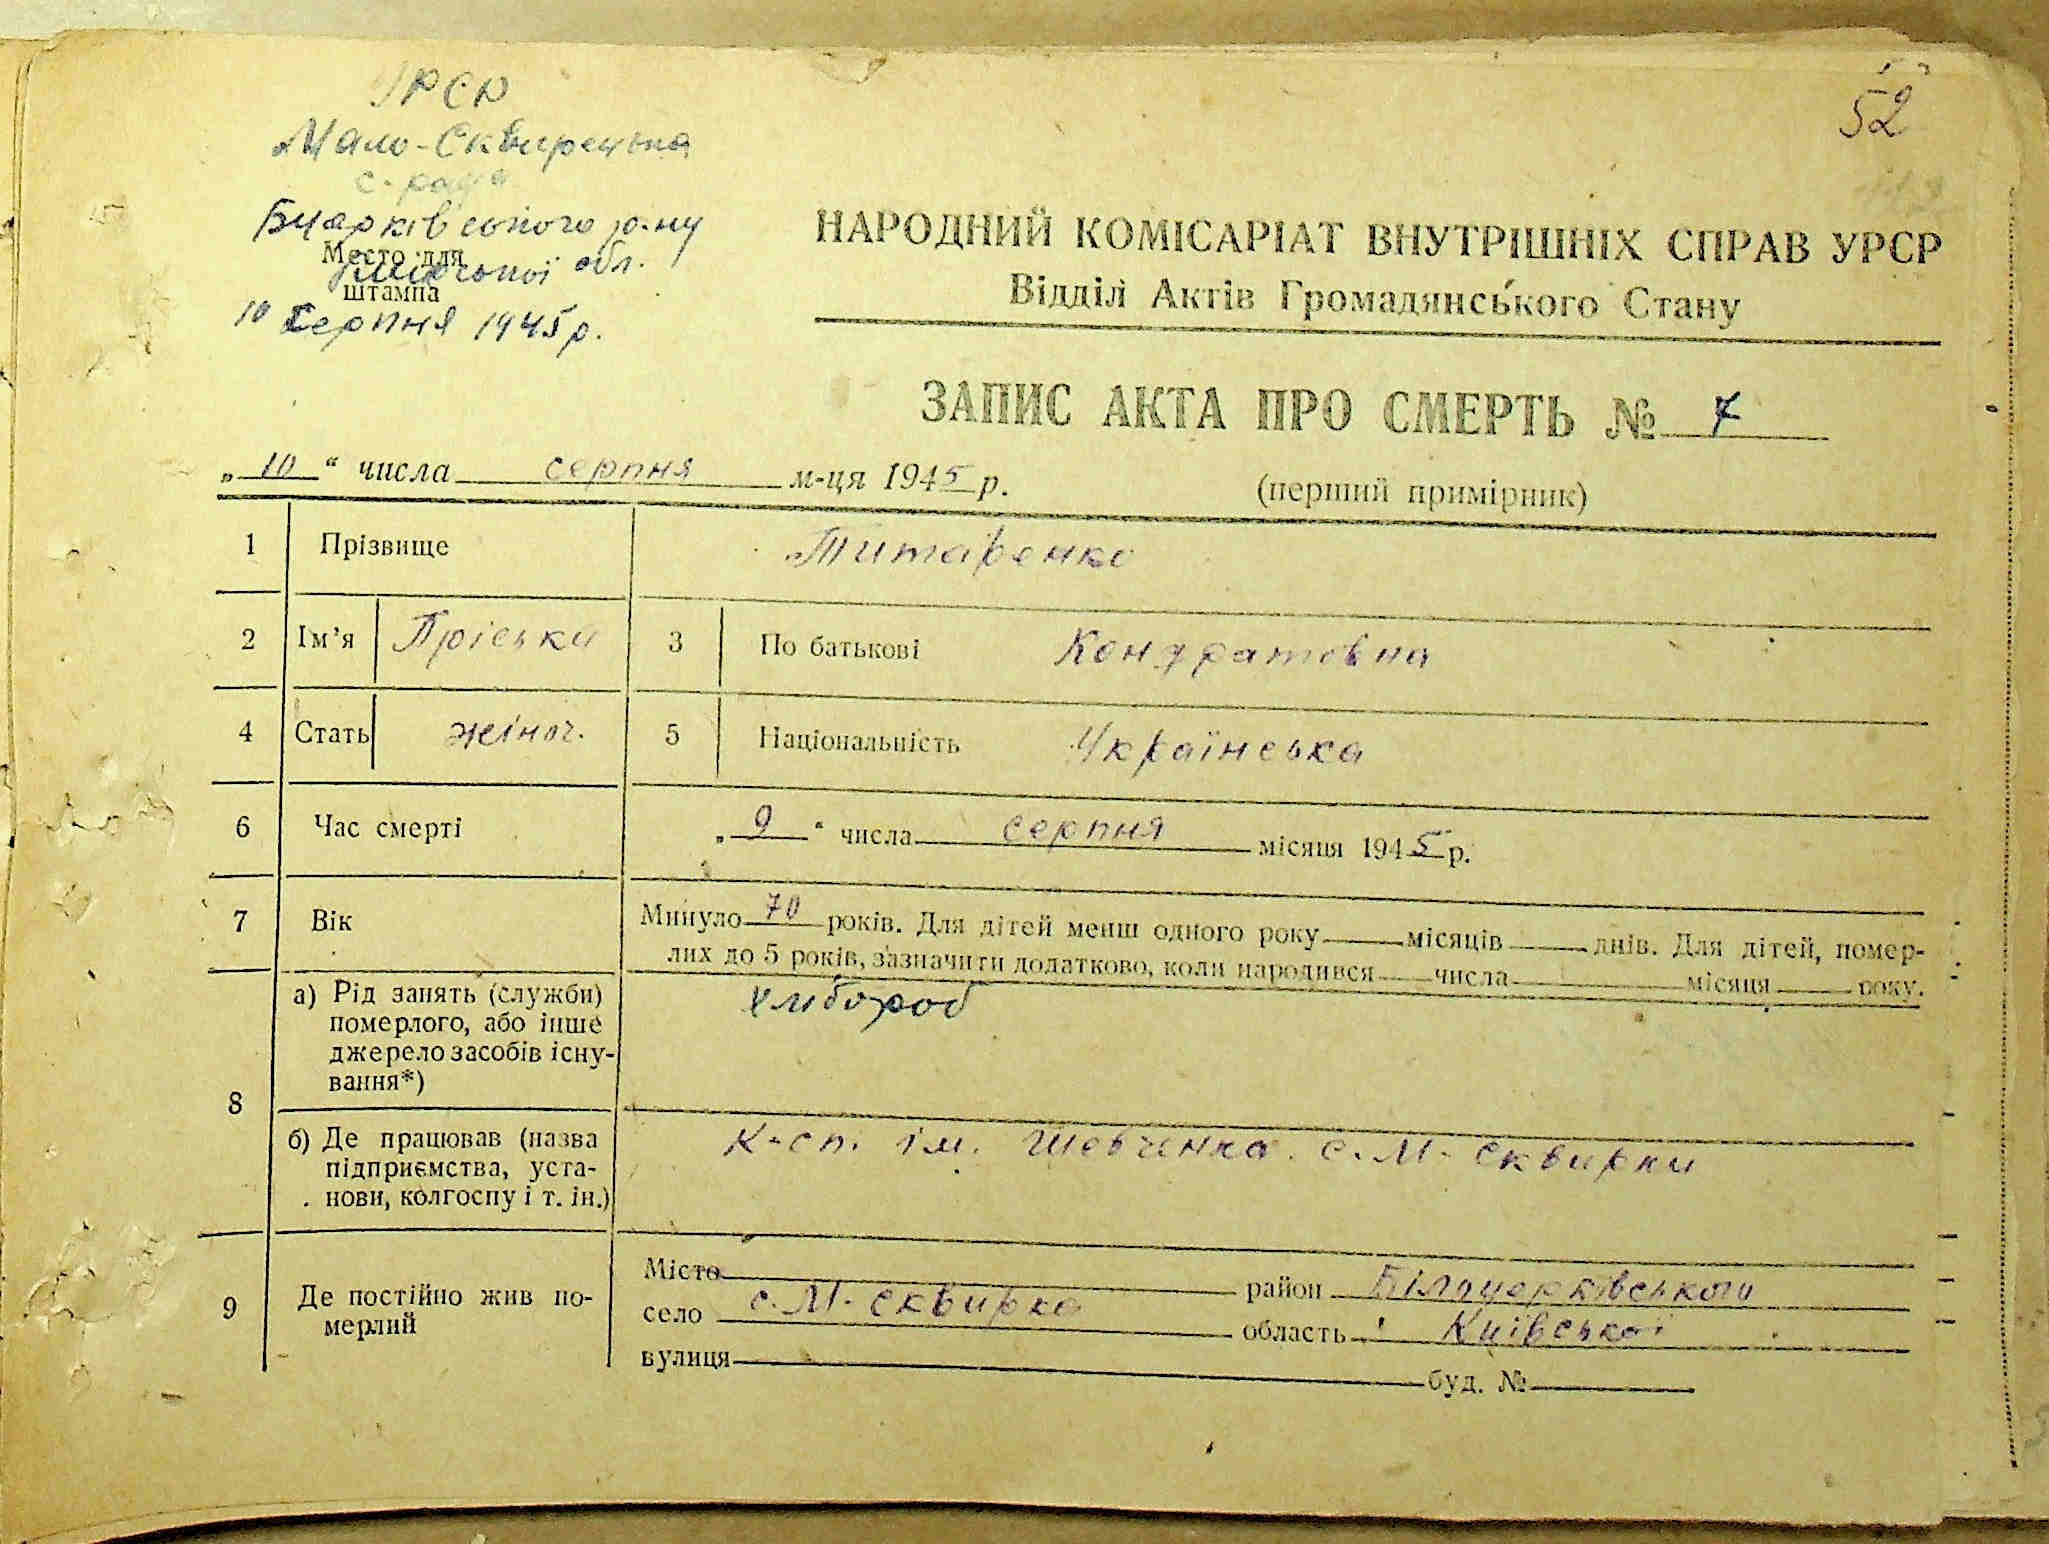 УРСР
52
Мало-Сквирецька
с. рада
Бцерківського р-ну
Место для
Київської обл.
штампа
10 Серпня 1945 р.
НАРОДНИЙ КОМІСАРІАТ ВНУТРІШНІХ СПРАВ УРСР
Відділ Актів Громадянського Стану
ЗАПИС АКТА ПРО СМЕРТЬ № 7
„10“ числа серпня м-ця 1945 р.
(перший примірник)
1 Прізвище Титаренко
2 Ім’я Пріська 3 По батькові Кондратовна
4 Стать жіноч. 5 Національність Українська
6 Час смерті „9“ числа серпня місяця 1945 р.
7 Вік Минуло 70 років. Для дітей менш одного року місяців днів. Для дітей, помер-
лих до 5 років, зазначити додатково, коли народився числа місяця року.
8 а) Рід занять (служби) хлібороб
померлого, або інше
джерело засобів існу-
вання*)
б) Де працював (назва К-сп. ім. Шевченка с. М-Сквирки
підприємства, уста-
нови, колгоспу і т. ін.)
9 Де постійно жив по-
мерлий
Місто район Білоцерківського
село с. М-Сквирка область Київської
вулиця буд. №